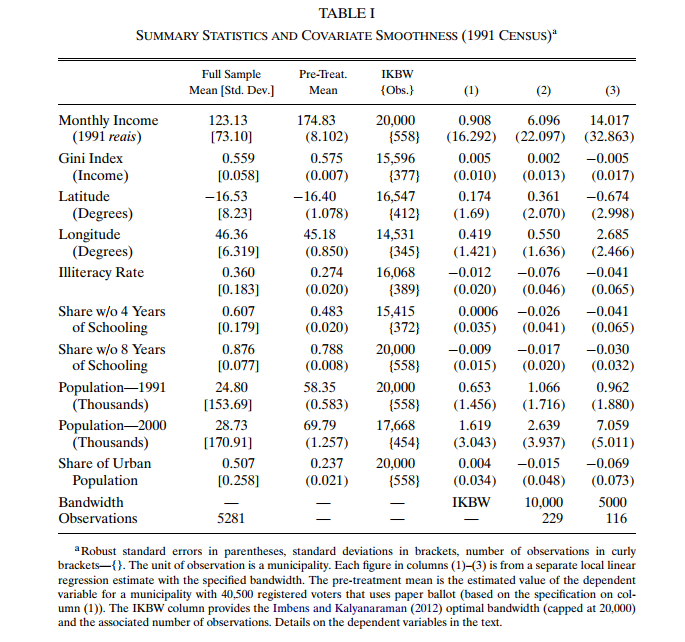 TABLE I
SUMMARY STATISTICS AND COVARIATE SMOOTHNESS (1991 CENSUS)a
Full Sample Pre-Treat. IKBW
Mean [Std. Dev.] Mean {Obs.} (1) (2) (3)
Monthly Income 123.13 174.83 20,000 0.908 6.096 14.017
(1991 reais) [73.10] (8.102) {558} (16.292) (22.097) (32.863)
Gini Index 0.559 0.575 15,596 0.005 0.002 −0.005
(Income) [0.058] (0.007) {377} (0.010) (0.013) (0.017)
Latitude −16.53 −16.40 16,547 0.174 0.361 −0.674
(Degrees) [8.23] (1.078) {412} (1.69) (2.070) (2.998)
Longitude 46.36 45.18 14,531 0.419 0.550 2.685
(Degrees) [6.319] (0.850) {345} (1.421) (1.636) (2.466)
Illiteracy Rate 0.360 0.274 16,068 −0.012 −0.076 −0.041
[0.183] (0.020) {389} (0.020) (0.046) (0.065)
Share w/o 4 Years 0.607 0.483 15,415 0.0006 −0.026 −0.041
of Schooling [0.179] (0.020) {372} (0.035) (0.041) (0.065)
Share w/o 8 Years 0.876 0.788 20,000 −0.009 −0.017 −0.030
of Schooling [0.077] (0.008) {558} (0.015) (0.020) (0.032)
Population—1991 24.80 58.35 20,000 0.653 1.066 0.962
(Thousands) [153.69] (0.583) {558} (1.456) (1.716) (1.880)
Population—2000 28.73 69.79 17,668 1.619 2.639 7.059
(Thousands) [170.91] (1.257) {454} (3.043) (3.937) (5.011)
Share of Urban 0.507 0.237 20,000 0.004 −0.015 −0.069
Population [0.258] (0.021) {558} (0.034) (0.048) (0.073)
Bandwidth — — — IKBW 10,000 5000
Observations 5281 — — — 229 116
aRobust standard errors in parentheses, standard deviations in brackets, number of observations in curly
brackets—{}. The unit of observation is a municipality. Each figure in columns (1)–(3) is from a separate local linear
regression estimate with the specified bandwidth. The pre-treatment mean is the estimated value of the dependent
variable for a municipality with 40,500 registered voters that uses paper ballot (based on the specification on col-
umn (1)). The IKBW column provides the Imbens and Kalyanaraman (2012) optimal bandwidth (capped at 20,000)
and the associated number of observations. Details on the dependent variables in the text.